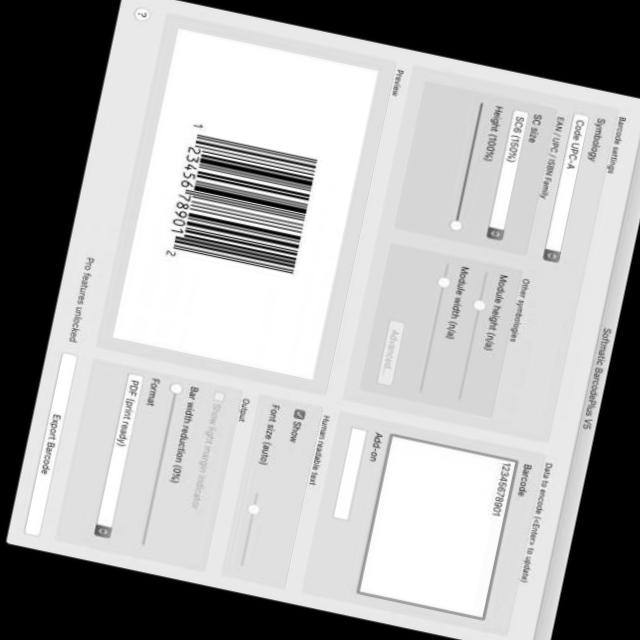 Softmatic BarcodePlus V5
Barcode settings
Symbology
Code UPC-A
EAN / UPC / ISBN Family
SC size
SC6 (150%)
Height (100%)
Other symbologies
Module height (n/a)
Module width (n/a)
Advanced...
Data to encode (<Enter> to update)
Barcode
12345678901
Add-on
Preview
1 23456 78901 2
Human readable text
Show
Font size (auto)
Output
Show light margin indicator
Bar width reduction (0%)
Format
PDF (print ready)
?
Pro features unlocked
Export Barcode